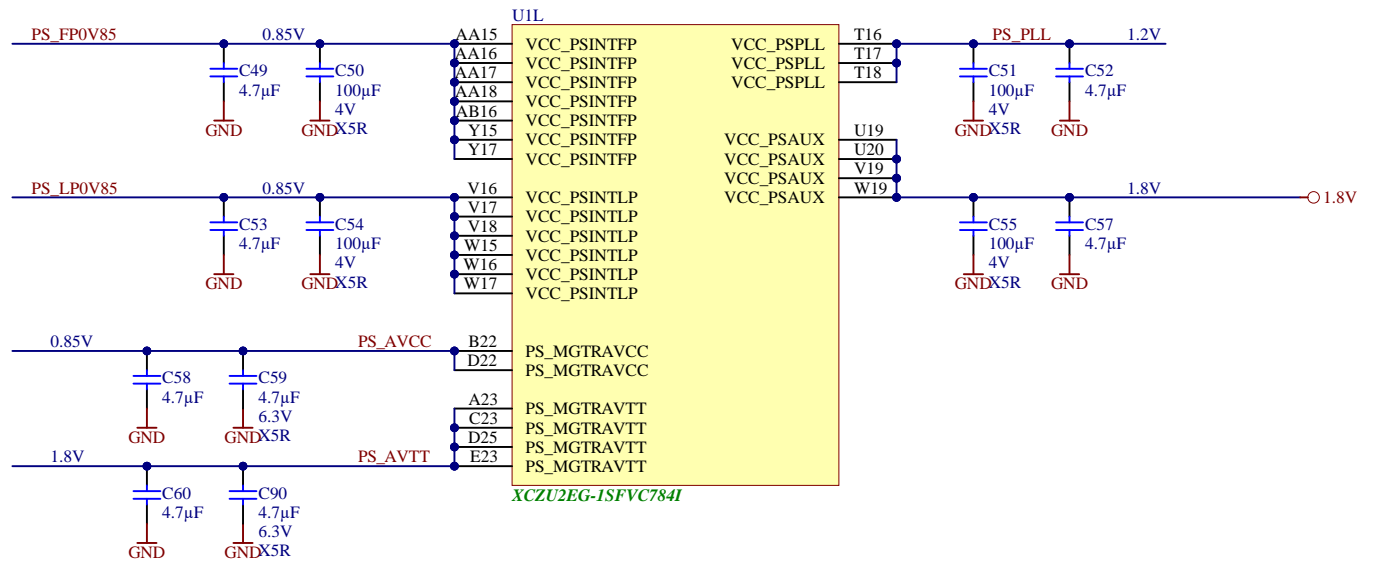 U1L
PS_FP0V85 0.85V
C49
4.7µF
GND
C50
100µF
4V
X5R
GND
AA15 VCC_PSINTFP
AA16 VCC_PSINTFP
AA17 VCC_PSINTFP
AA18 VCC_PSINTFP
AB16 VCC_PSINTFP
Y15 VCC_PSINTFP
Y17 VCC_PSINTFP
VCC_PSPLL T16
VCC_PSPLL T17
VCC_PSPLL T18
PS_PLL 1.2V
C51
100µF
4V
X5R
GND
C52
4.7µF
GND
VCC_PSAUX U19
VCC_PSAUX U20
VCC_PSAUX V19
VCC_PSAUX W19
1.8V 1.8V
C55
100µF
4V
X5R
GND
C57
4.7µF
GND
PS_LP0V85 0.85V
C53
4.7µF
GND
C54
100µF
4V
X5R
GND
V16 VCC_PSINTLP
V17 VCC_PSINTLP
V18 VCC_PSINTLP
W15 VCC_PSINTLP
W16 VCC_PSINTLP
W17 VCC_PSINTLP
0.85V PS_AVCC
C58
4.7µF
GND
C59
4.7µF
6.3V
X5R
GND
B22 PS_MGTRAVCC
D22 PS_MGTRAVCC
A23 PS_MGTRAVTT
C23 PS_MGTRAVTT
D25 PS_MGTRAVTT
E23 PS_MGTRAVTT
1.8V PS_AVTT
C60
4.7µF
GND
C90
4.7µF
6.3V
X5R
GND
XCZU2EG-1SFVC784I